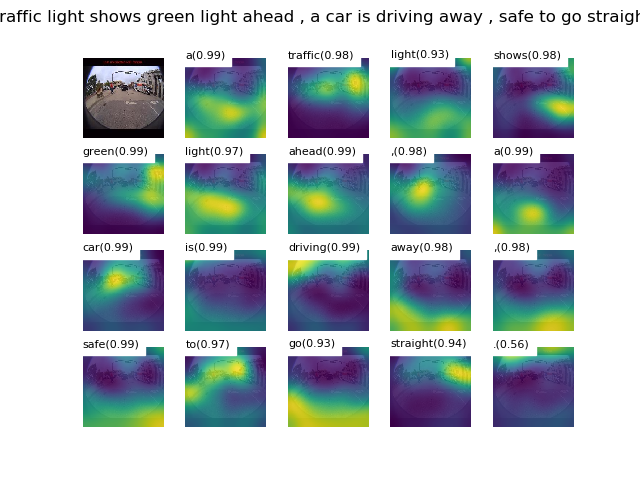 raffic light shows green light ahead , a car is driving away , safe to go straigh
a(0.99) traffic(0.98) light(0.93) shows(0.98)
green(0.99) light(0.97) ahead(0.99) ,(0.98) a(0.99)
car(0.99) is(0.99) driving(0.99) away(0.98) ,(0.98)
safe(0.99) to(0.97) go(0.93) straight(0.94) .(0.56)